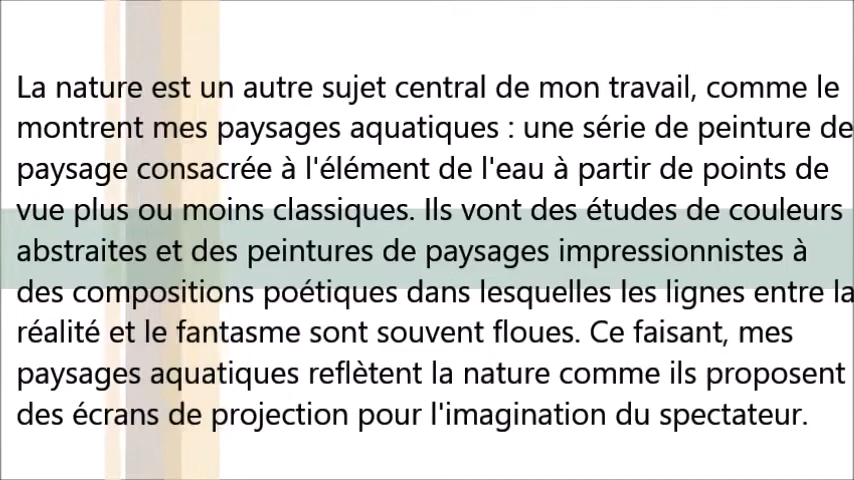 La nature est un autre sujet central de mon travail, comme le
montrent mes paysages aquatiques : une série de peinture de
paysage consacrée à l'élément de l'eau à partir de points de
vue plus ou moins classiques. Ils vont des études de couleurs
abstraites et des peintures de paysages impressionnistes à
des compositions poétiques dans lesquelles les lignes entre la
réalité et le fantasme sont souvent floues. Ce faisant, mes
paysages aquatiques reflètent la nature comme ils proposent
des écrans de projection pour l'imagination du spectateur.